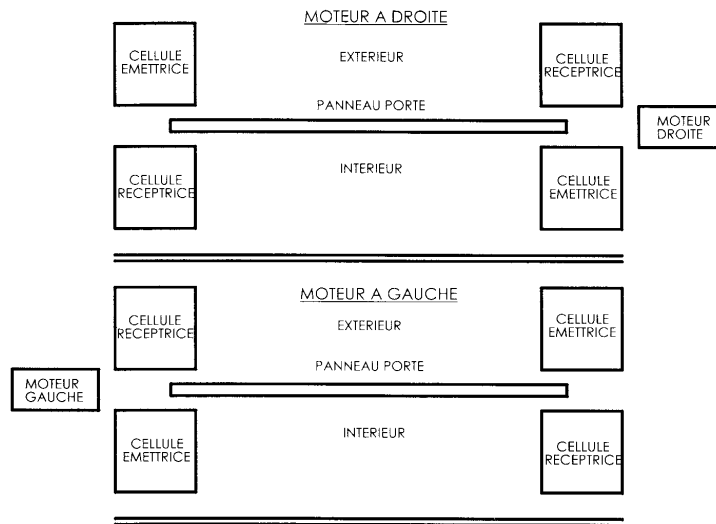 MOTEUR A DROITE
CELLULE
EMETTRICE
EXTERIEUR
CELLULE
RECEPTRICE
PANNEAU PORTE
MOTEUR
DROITE
CELLULE
RECEPTRICE
INTERIEUR
CELLULE
EMETTRICE
MOTEUR A GAUCHE
CELLULE
RECEPTRICE
EXTERIEUR
CELLULE
EMETTRICE
PANNEAU PORTE
MOTEUR
GAUCHE
CELLULE
EMETTRICE
INTERIEUR
CELLULE
RECEPTRICE